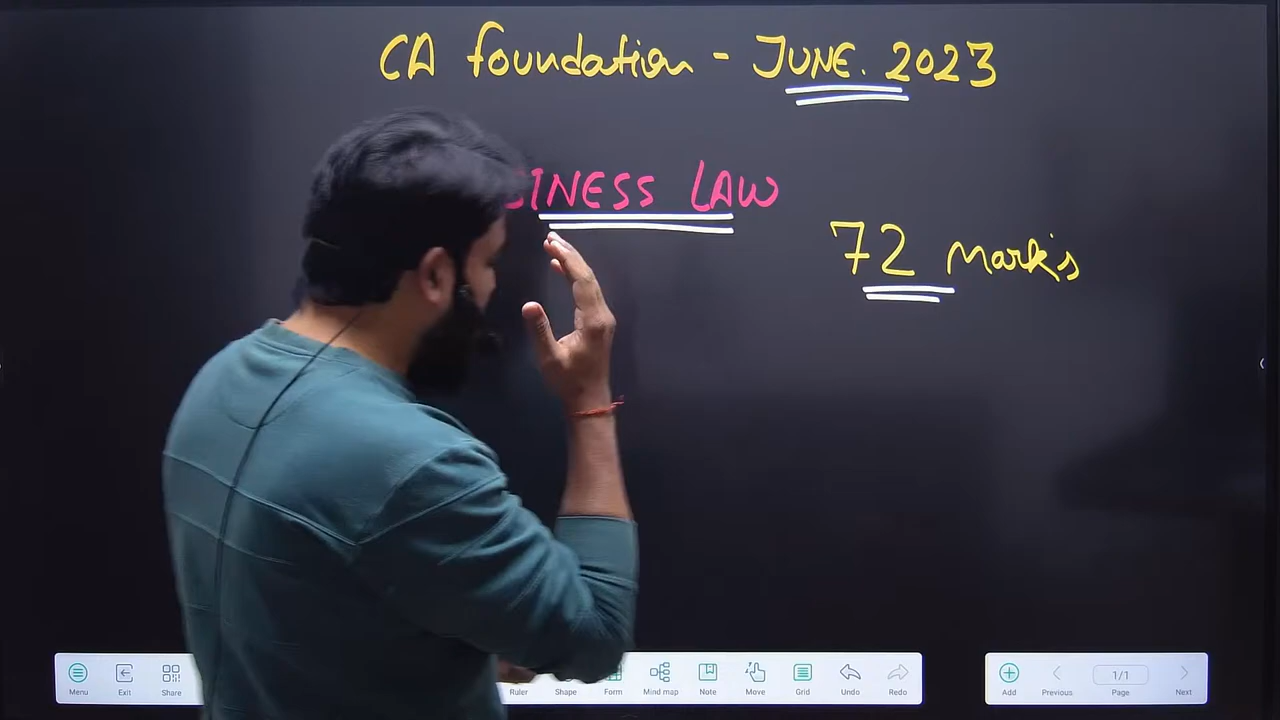 CA foundation - JUNE. 2023
SINESS LAW
72 Mark's
Menu Exit Share Ruler Shape Form Mind map Note Move Grid Undo Redo Add Previous 1/1 Page Next